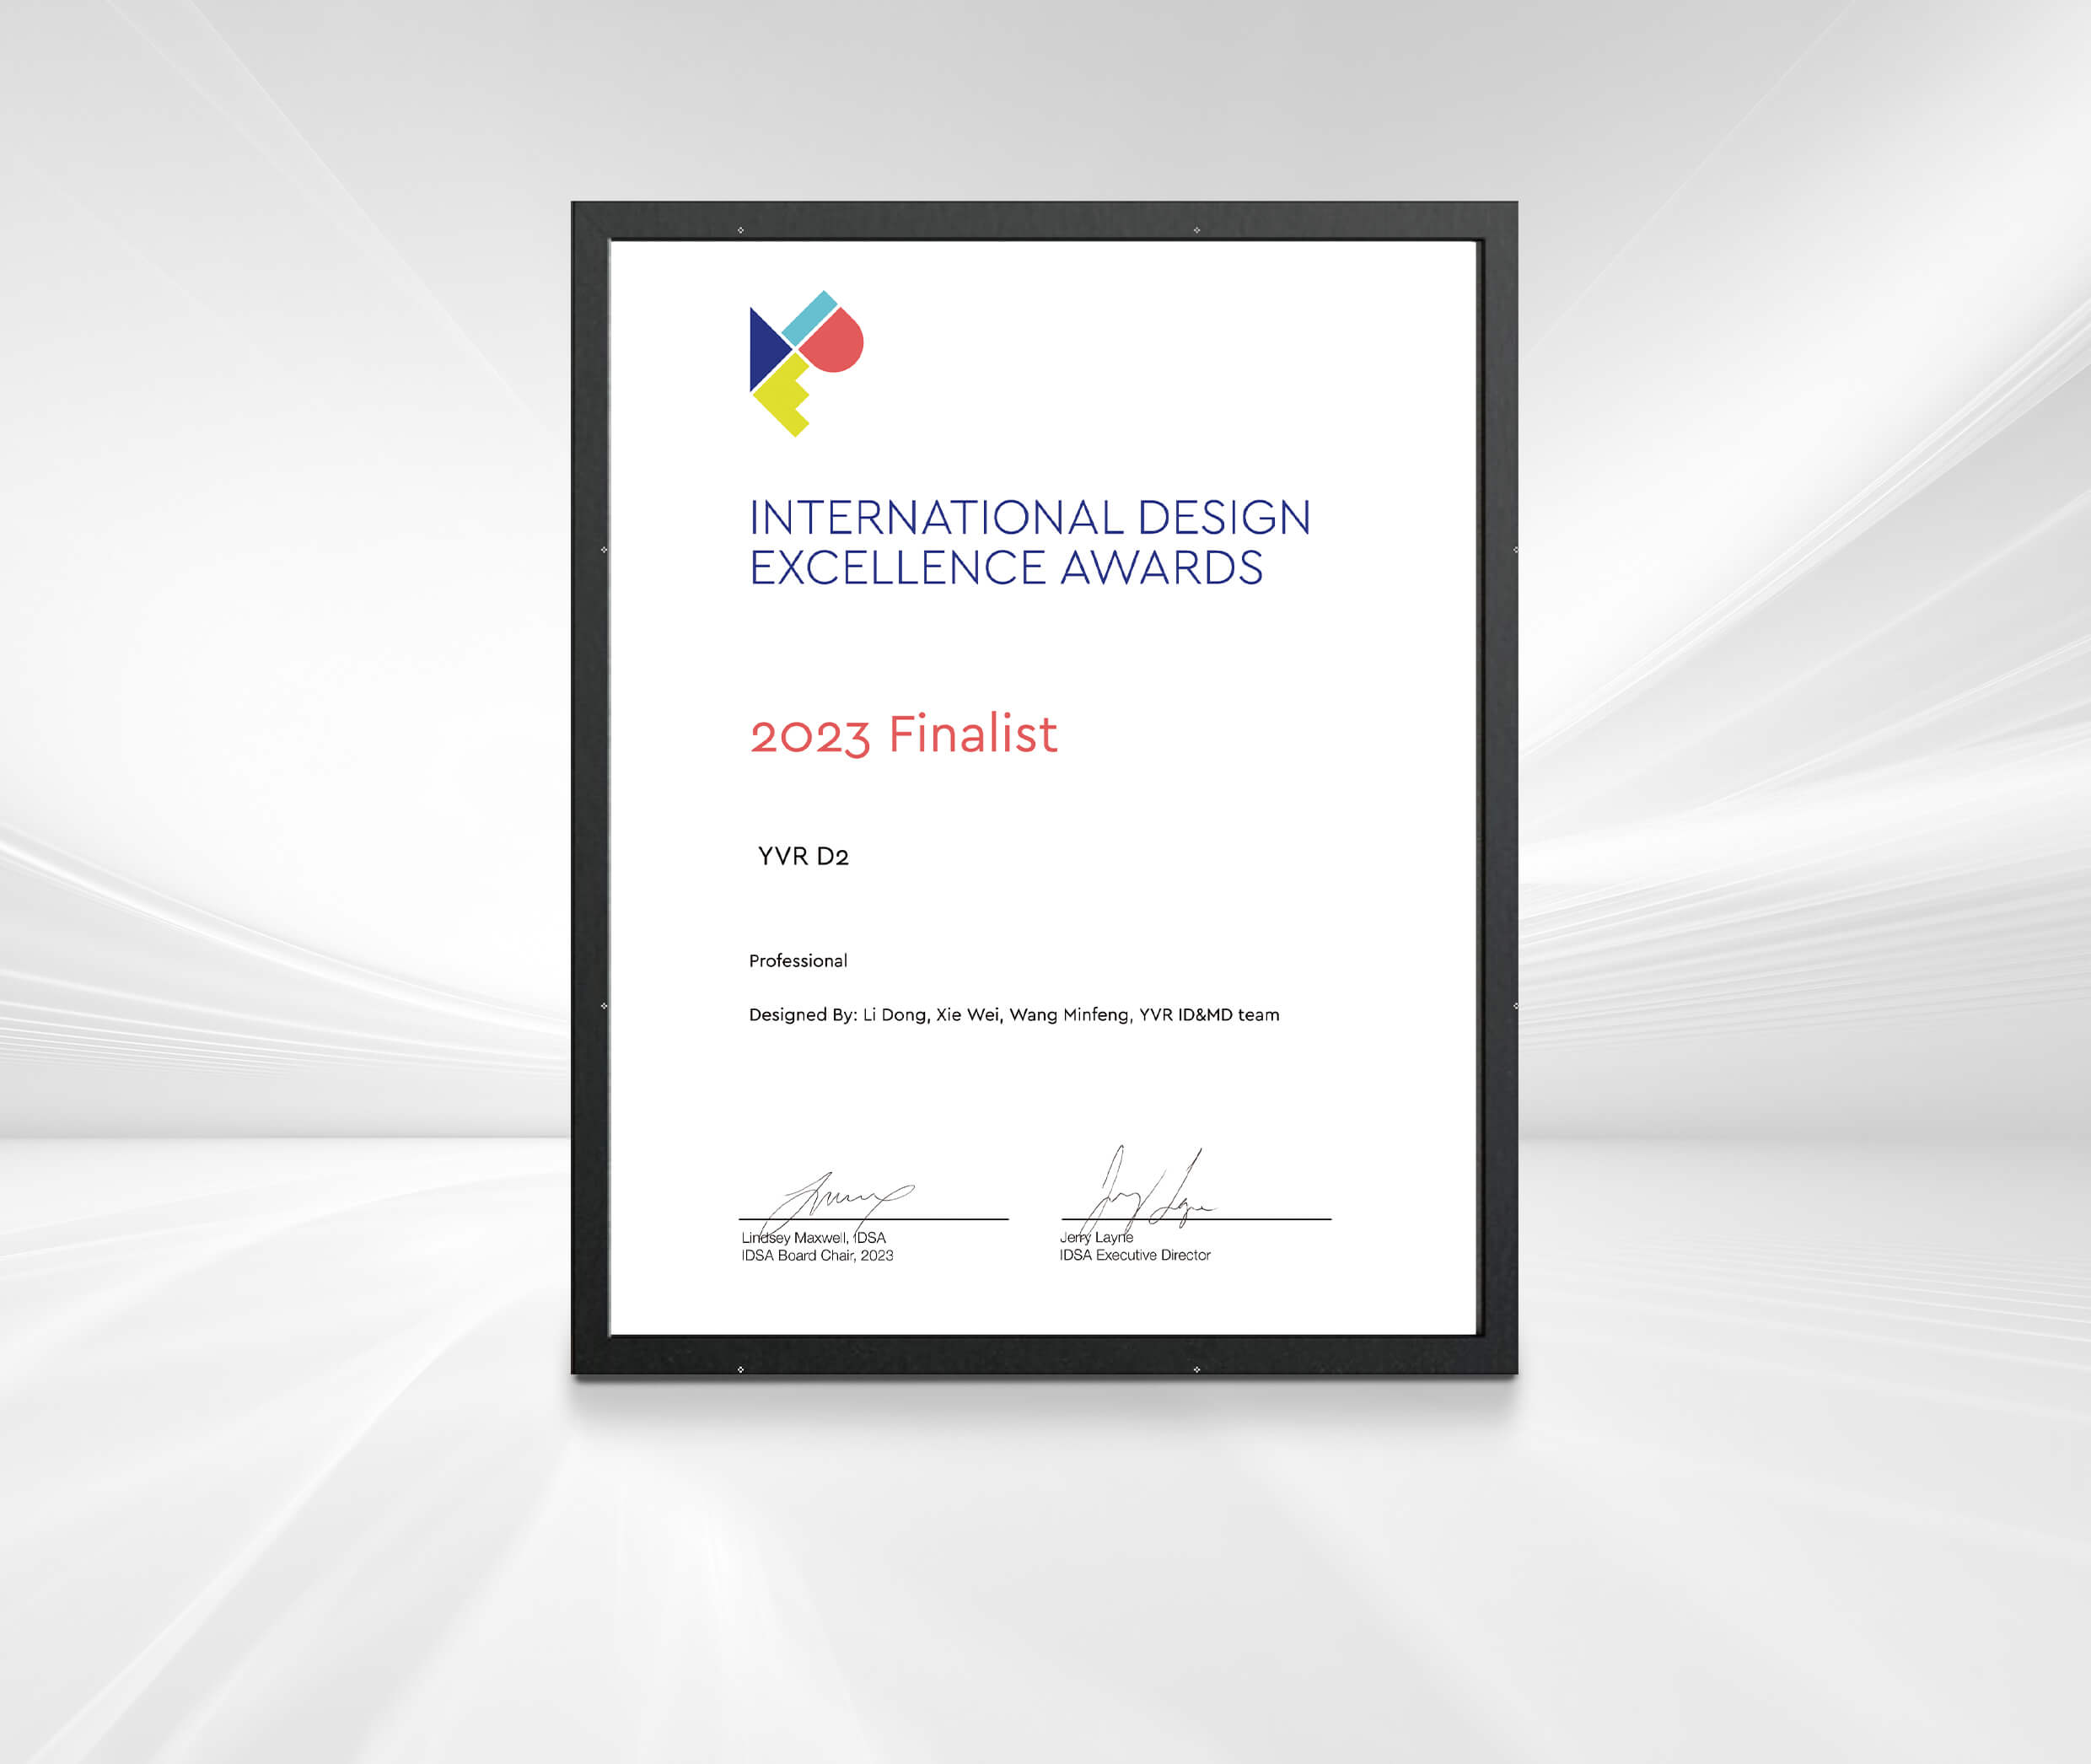 INTERNATIONAL DESIGN
EXCELLENCE AWARDS
2023 Finalist
YVR D2
Professional
Designed By: Li Dong, Xie Wei, Wang Minfeng, YVR ID&MD team
Lindsey Maxwell, IDSA
IDSA Board Chair, 2023
Jerry Layne
IDSA Executive Director